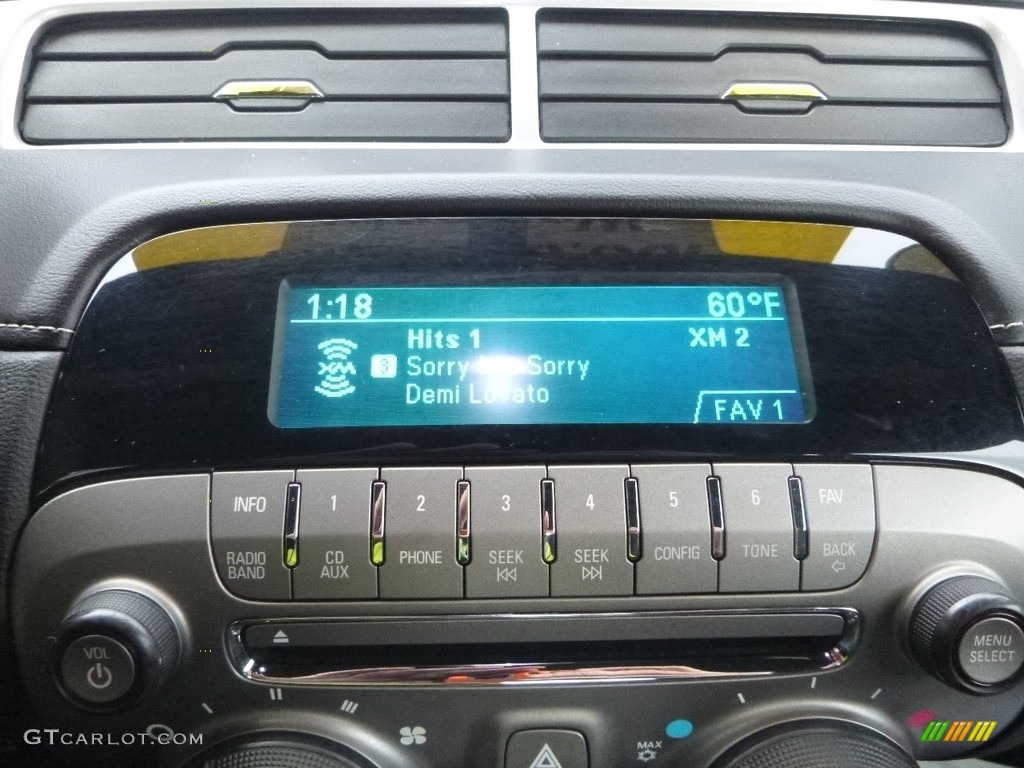 1:18 60°F
Hits 1 XM 2
XM 3 Sorry Sorry
Demi Lovato
FAV 1
INFO 1 2 3 4 5 6 FAV
RADIO BAND CD AUX PHONE SEEK SEEK CONFIG TONE BACK
VOL
MENU SELECT
MAX
GTCARLOT.COM